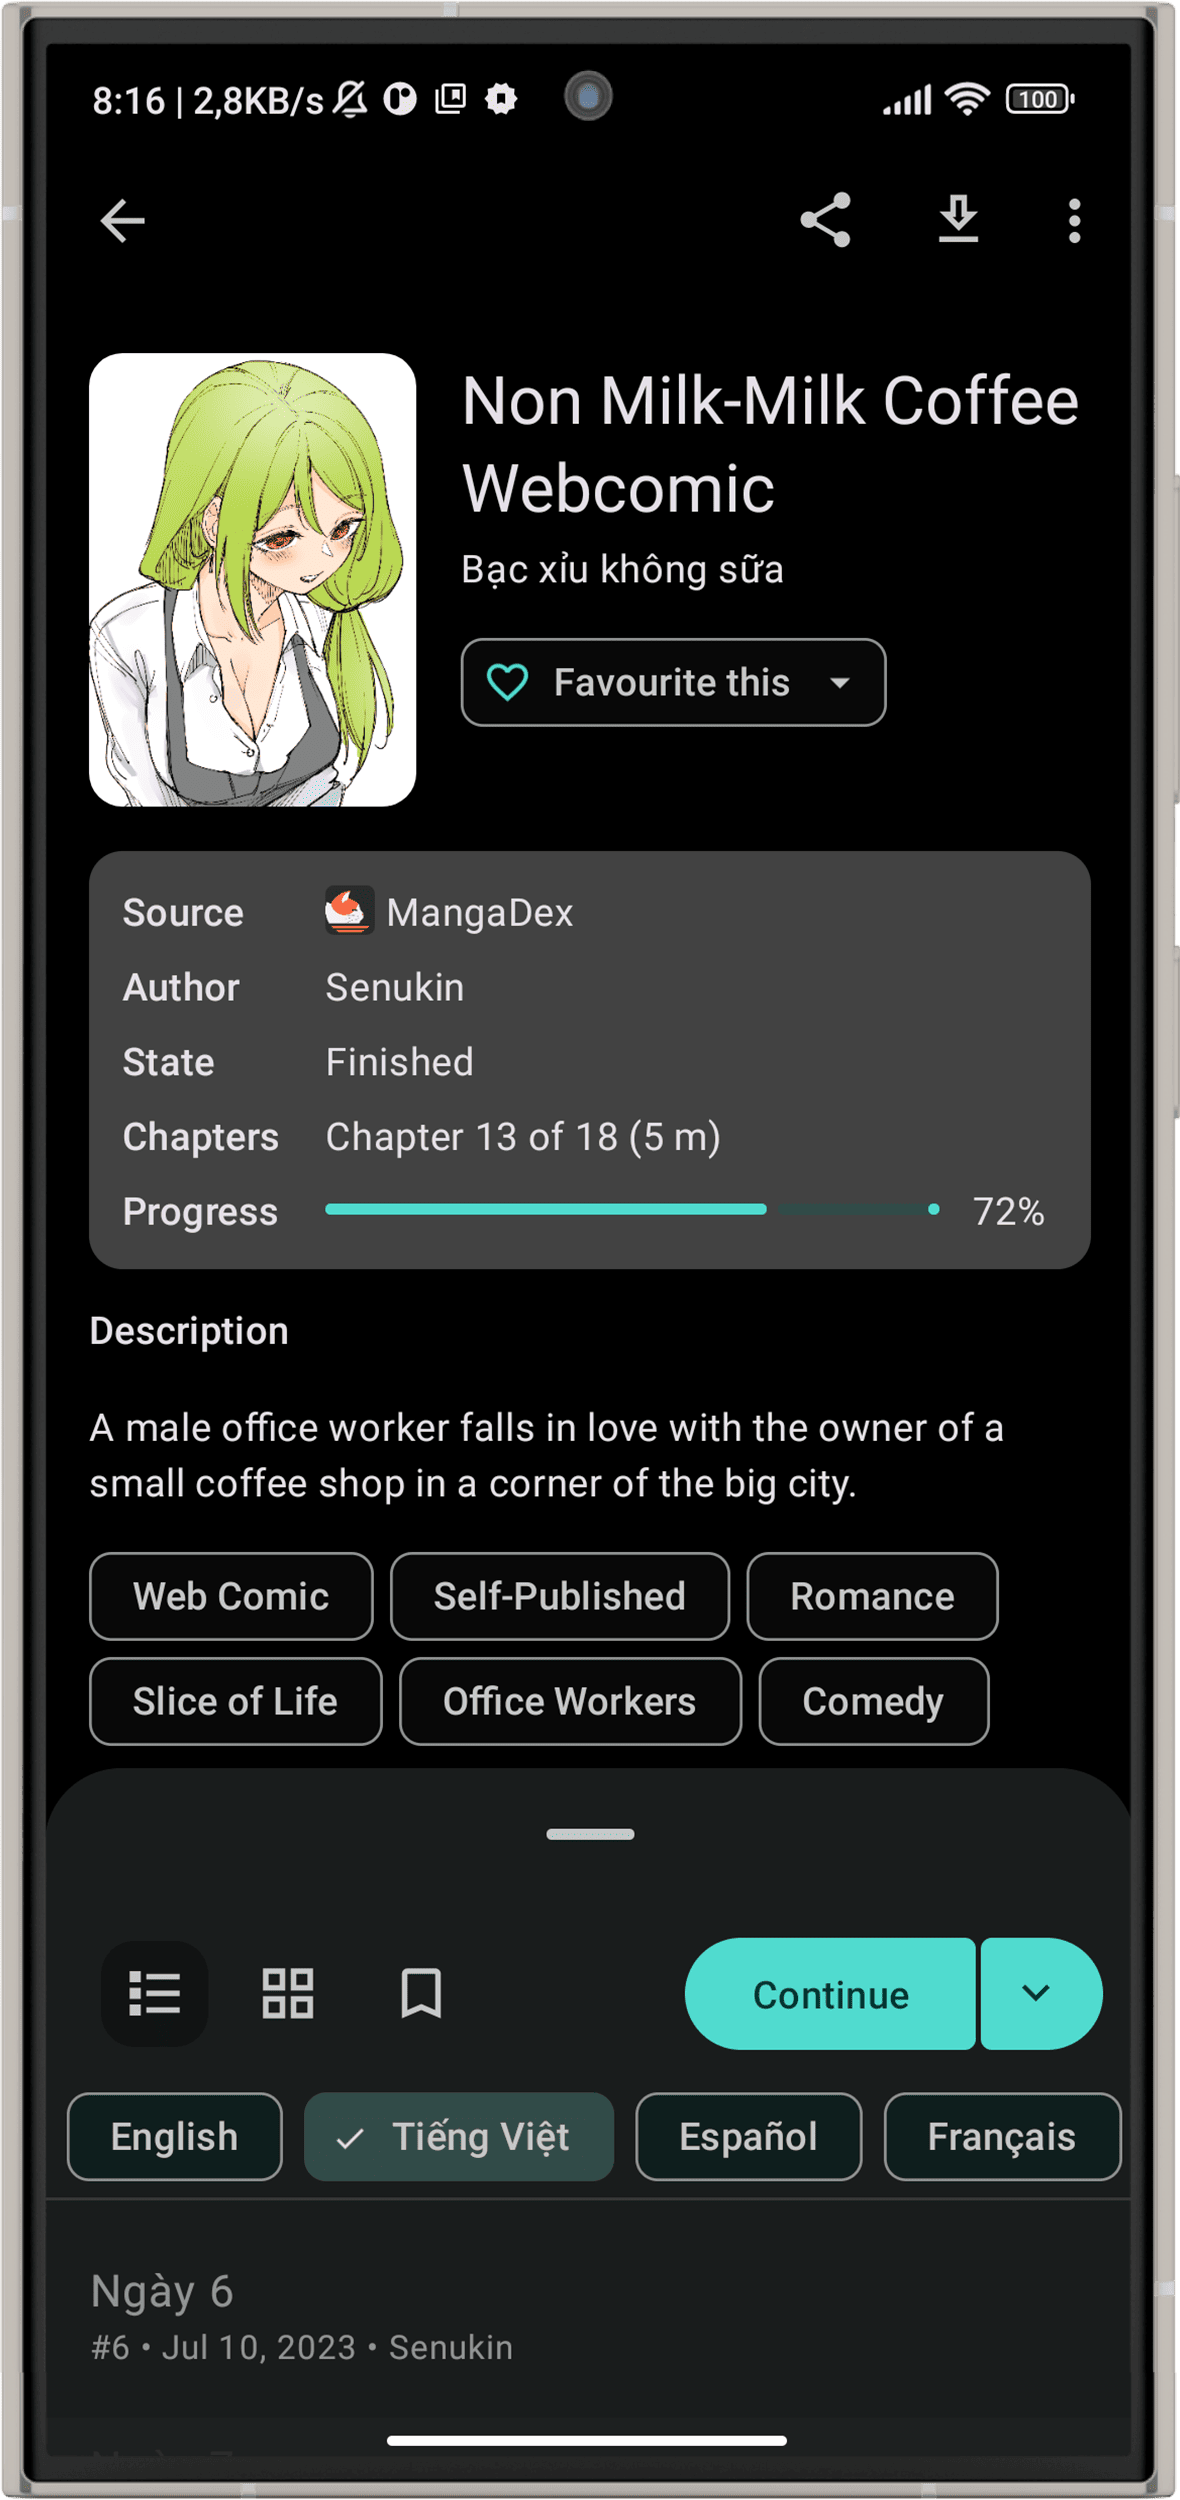 8:16 | 2,8KB/s
100
Non Milk-Milk Coffee
Webcomic
Bạc xỉu không sữa
Favourite this
Source MangaDex
Author Senukin
State Finished
Chapters Chapter 13 of 18 (5 m)
Progress 72%
Description
A male office worker falls in love with the owner of a
small coffee shop in a corner of the big city.
Web Comic Self-Published Romance
Slice of Life Office Workers Comedy
Continue
English Tiếng Việt Español Français
Ngày 6
#6 • Jul 10, 2023 • Senukin